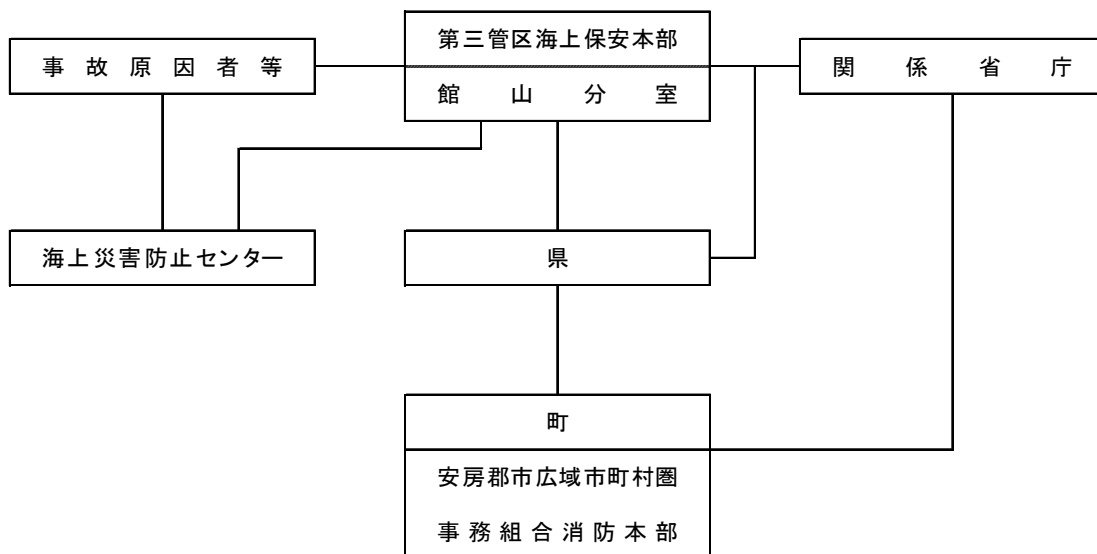 第三管区海上保安本部
事故原因者等
関係省庁
館山分室
海上災害防止センター
県
町
安房郡市広域市町村圏
事務組合消防本部